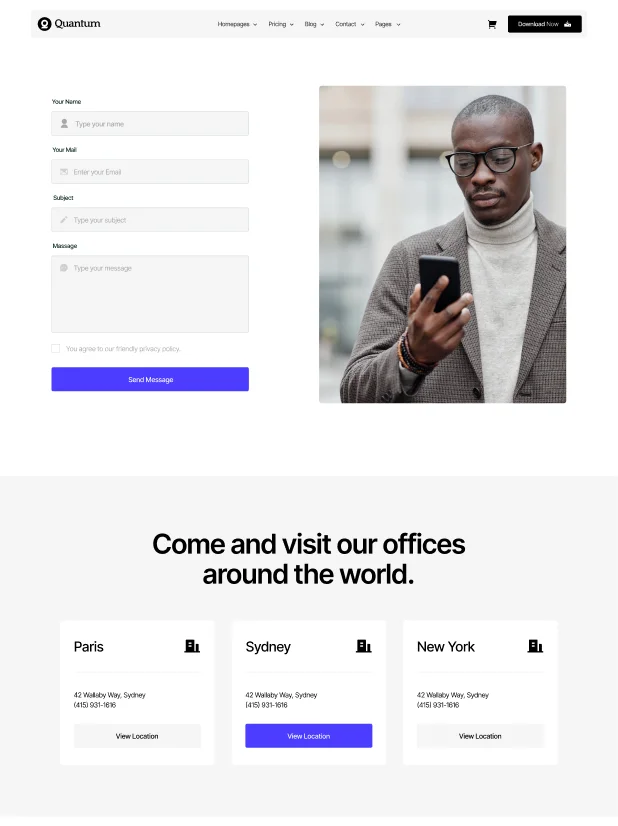 Quantum
Homepages
Pricing
Blog
Contact
Pages
Download Now
Your Name
Type your name
Your Mail
Enter your Email
Subject
Type your subject
Massage
Type your message
You agree to our friendly privacy policy.
Send Message
Come and visit our offices
around the world.
Paris
42 Wallaby Way, Sydney
(415) 931-1616
View Location
Sydney
42 Wallaby Way, Sydney
(415) 931-1616
View Location
New York
42 Wallaby Way, Sydney
(415) 931-1616
View Location